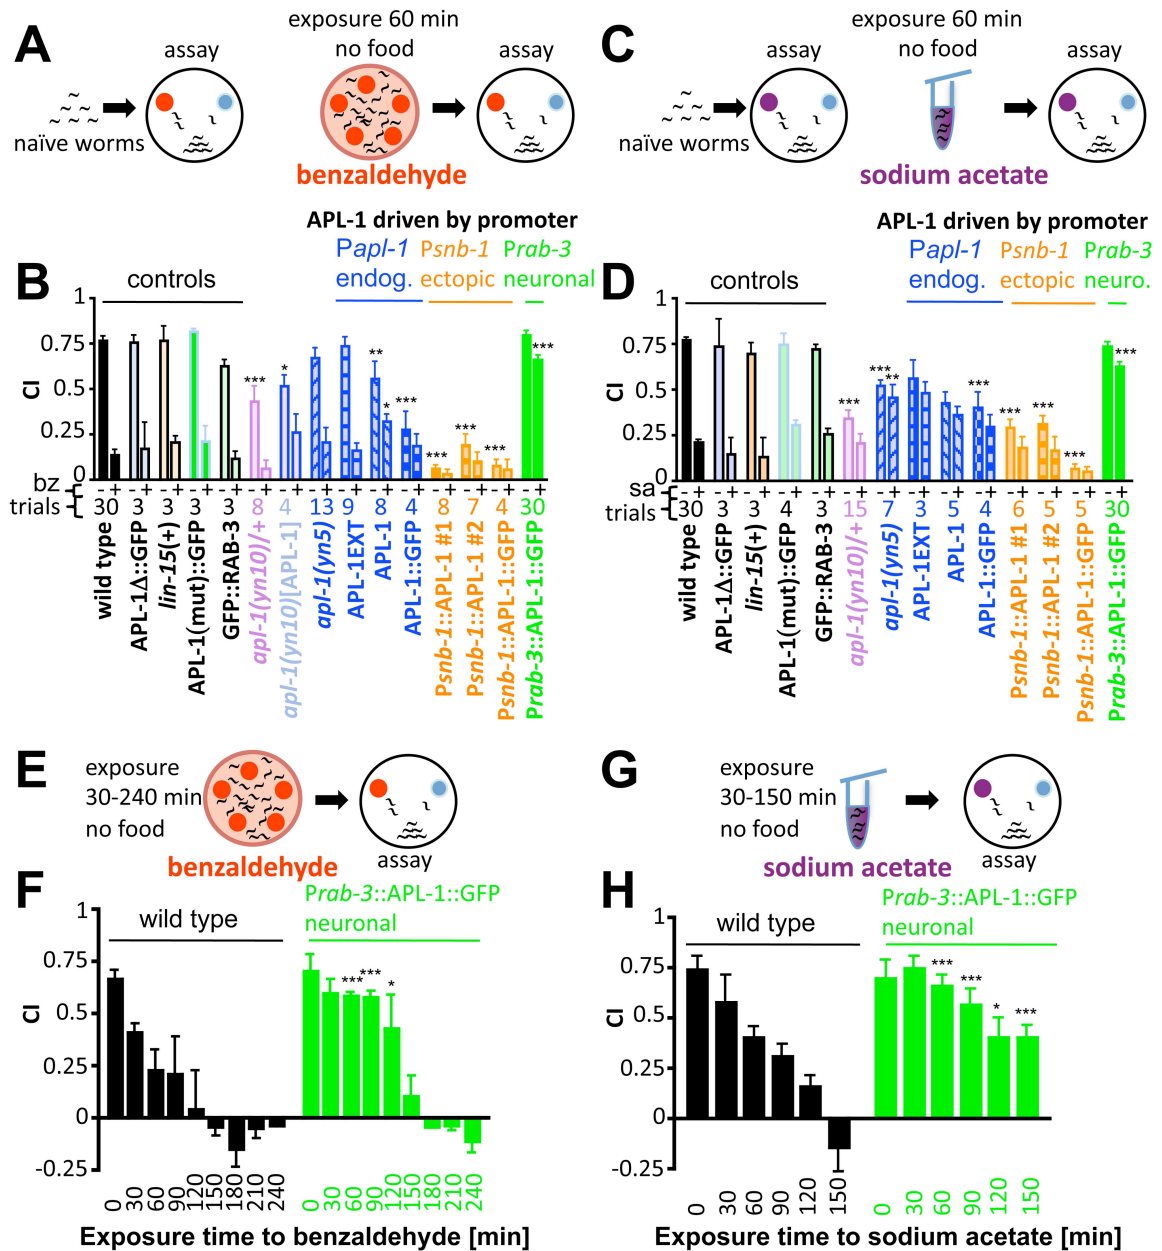 A
exposure 60 min
no food
assay
assay
naïve worms
benzaldehyde
C
exposure 60 min
no food
assay
assay
naïve worms
sodium acetate
APL-1 driven by promoter
Papl-1 Psnb-1 Prab-3
endog. ectopic neuronal
B
controls
1
0.75
0.5
0.25
0
CI
*** * ** * *** *** *** *** ***
bz - + - + - + - + - + - + - + - + - + - + - + - + - + - + - +
trials 30 3 3 3 3 8 4 13 9 8 4 8 7 4 30
wild type
APL-1Δ::GFP
lin-15(+)
APL-1(mut)::GFP
GFP::RAB-3
apl-1(yn10)/+
apl-1(yn10)[APL-1]
apl-1(yn5)
APL-1EXT
APL-1
APL-1::GFP
Psnb-1::APL-1 #1
Psnb-1::APL-1 #2
Psnb-1::APL-1::GFP
Prab-3::APL-1::GFP
APL-1 driven by promoter
Papl-1 Psnb-1 Prab-3
endog. ectopic neuro.
D
controls
1
0.75
0.5
0.25
0
CI
*** *** ** *** *** *** *** ***
sa - + - + - + - + - + - + - + - + - + - + - + - + - + - +
trials 30 3 3 4 3 15 7 3 5 4 6 5 5 30
wild type
APL-1Δ::GFP
lin-15(+)
APL-1(mut)::GFP
GFP::RAB-3
apl-1(yn10)/+
apl-1(yn5)
APL-1EXT
APL-1
APL-1::GFP
Psnb-1::APL-1 #1
Psnb-1::APL-1 #2
Psnb-1::APL-1::GFP
Prab-3::APL-1::GFP
E
exposure
30-240 min
no food
benzaldehyde
assay
G
exposure
30-150 min
no food
sodium acetate
assay
F
wild type
Prab-3::APL-1::GFP
neuronal
1
0.75
0.5
0.25
0
-0.25
CI
*** *** *
0 30 60 90 120 150 180 210 240
0 30 60 90 120 150 180 210 240
Exposure time to benzaldehyde [min]
H
wild type
Prab-3::APL-1::GFP
neuronal
1
0.75
0.5
0.25
0
-0.25
CI
*** *** * ***
0 30 60 90 120 150
0 30 60 90 120 150
Exposure time to sodium acetate [min]